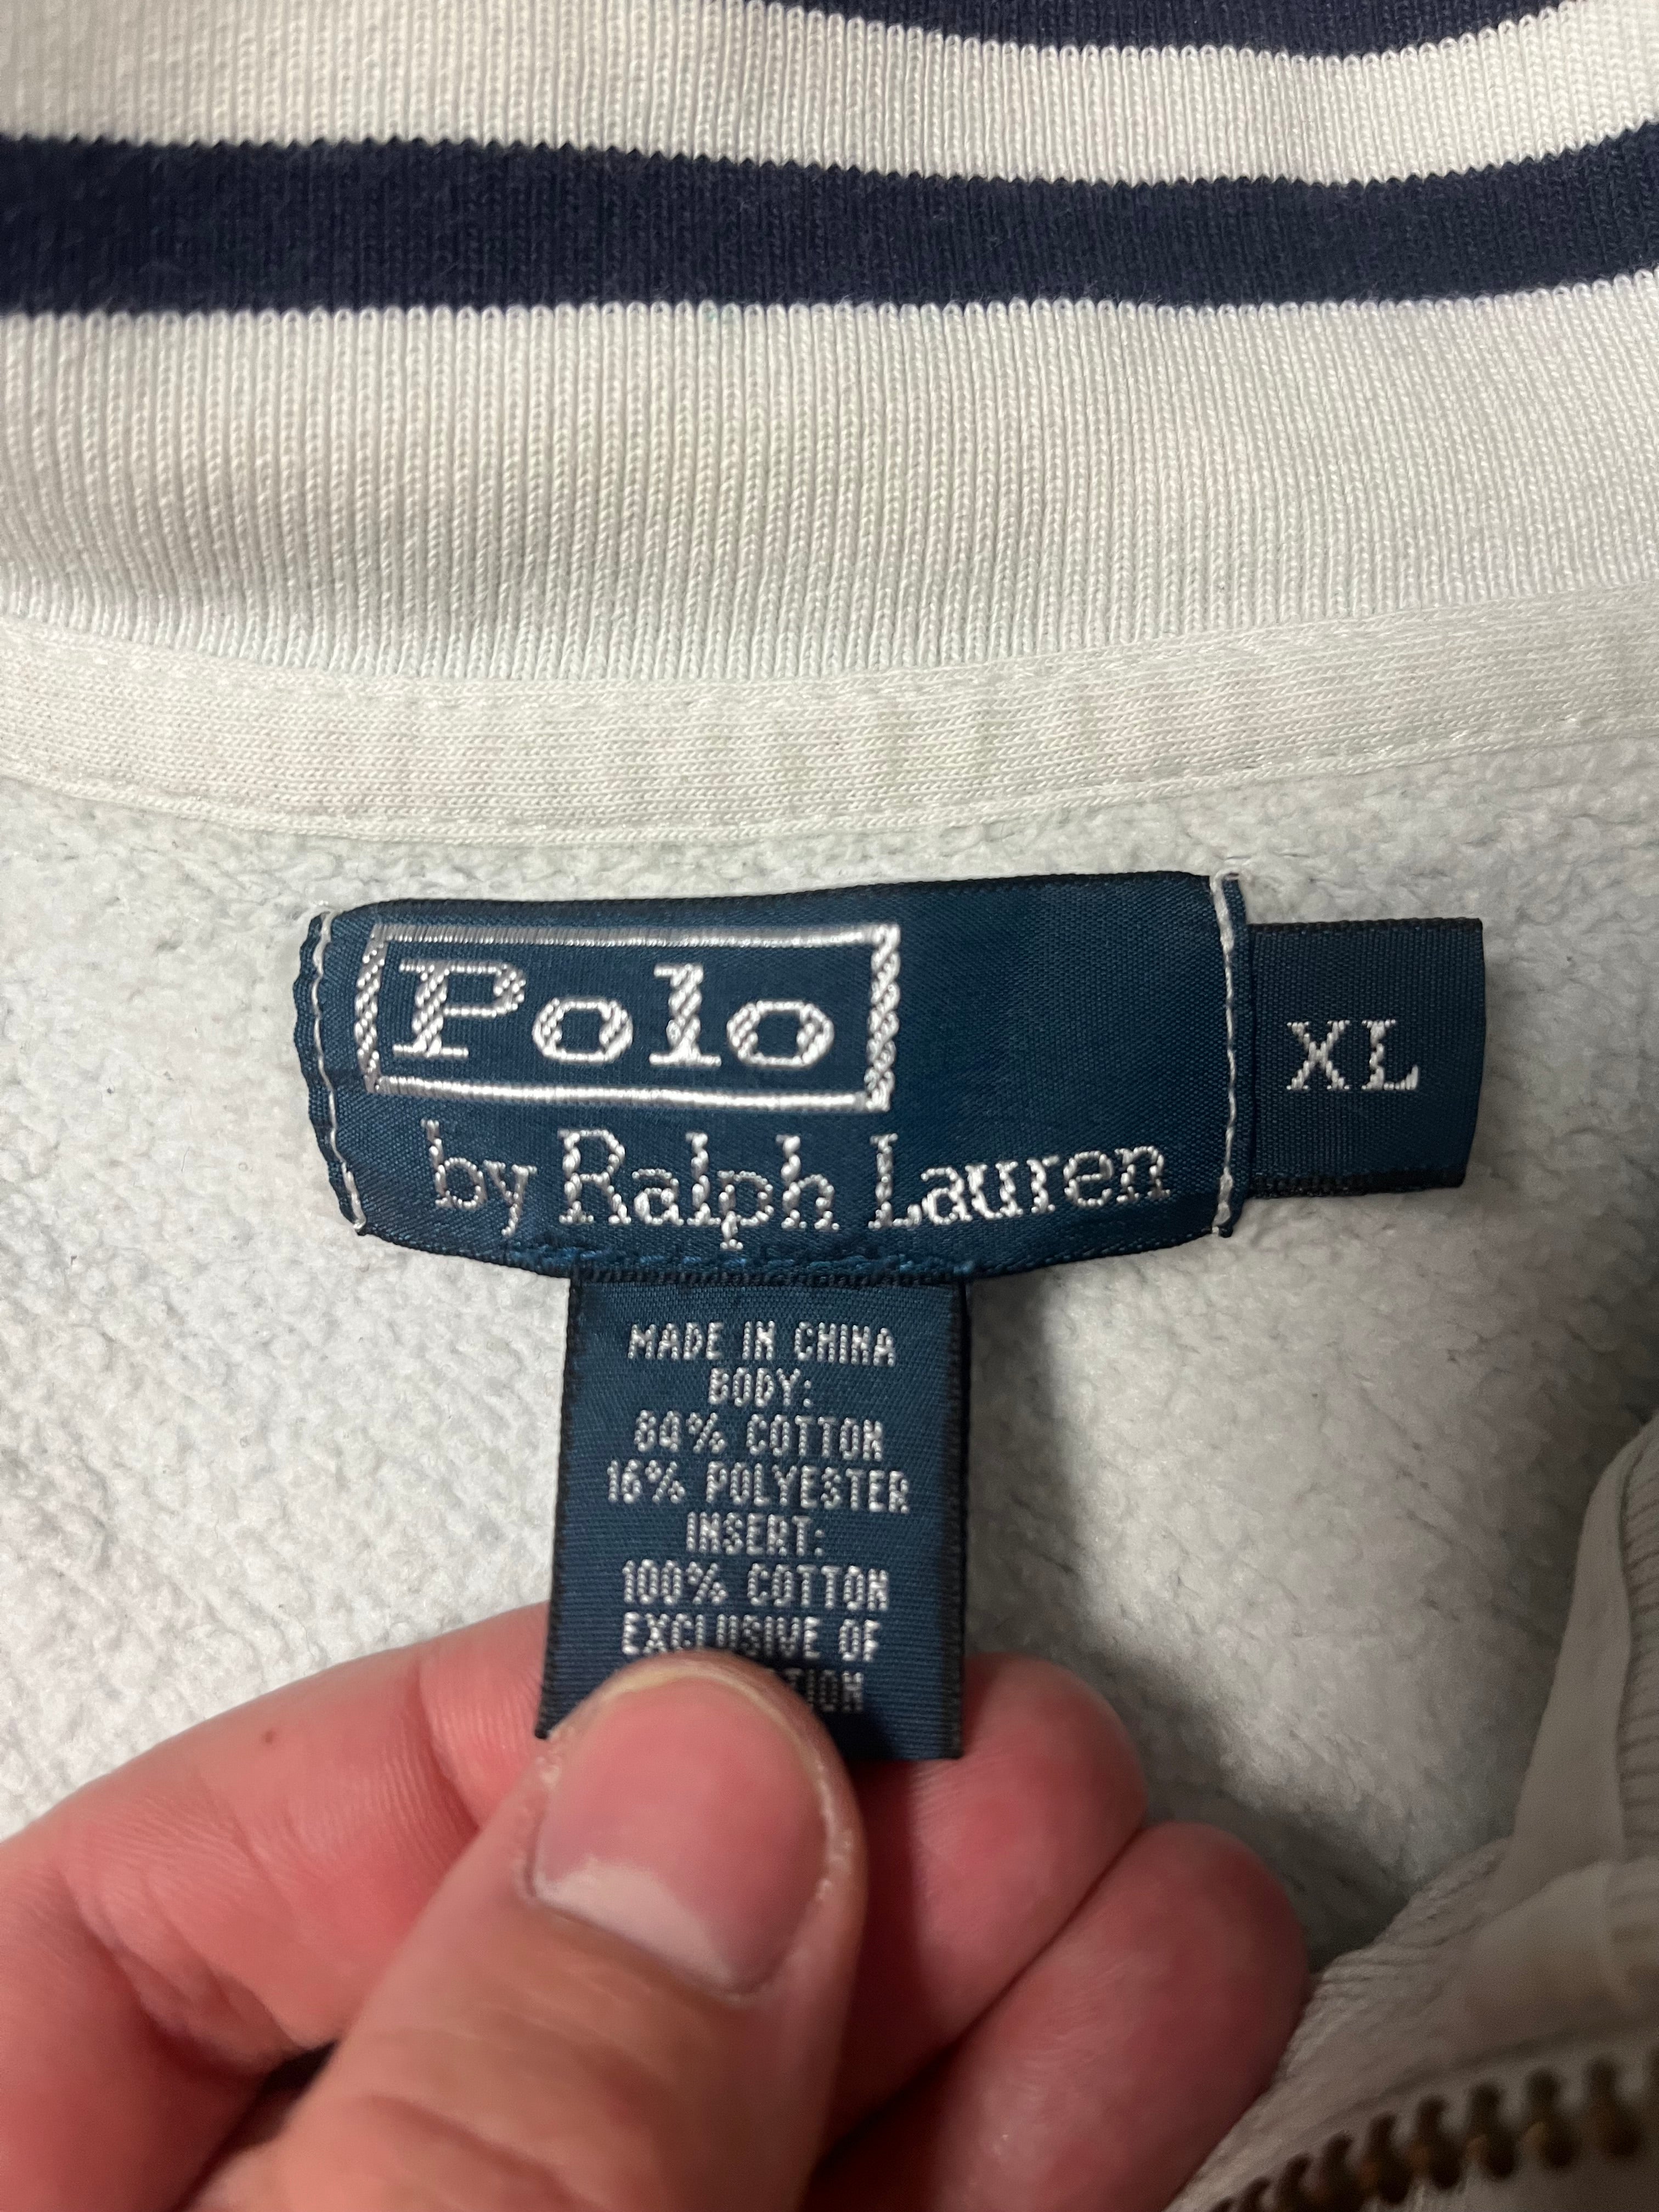 Polo
by Ralph Lauren
XL
MADE IN CHINA
BODY:
84% COTTON
16% POLYESTER
INSERT:
100% COTTON
EXCLUSIVE OF